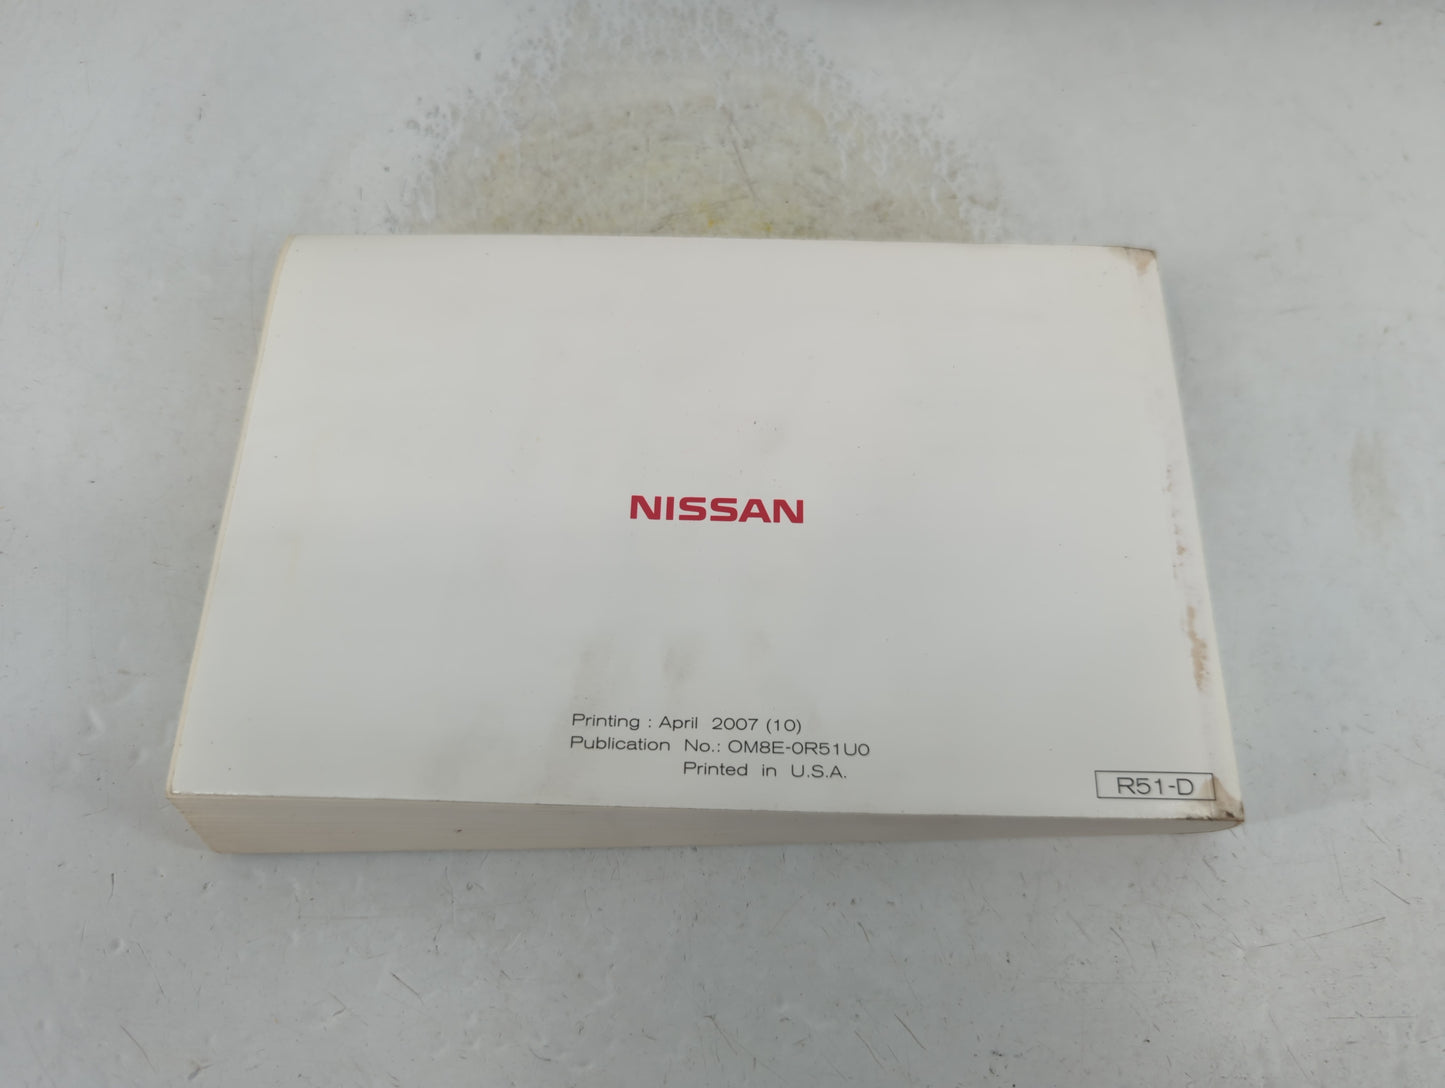 NISSAN
Printing : April 2007 (10)
Publication No.: OM8E-0R51U0
Printed in U.S.A.
R51-D